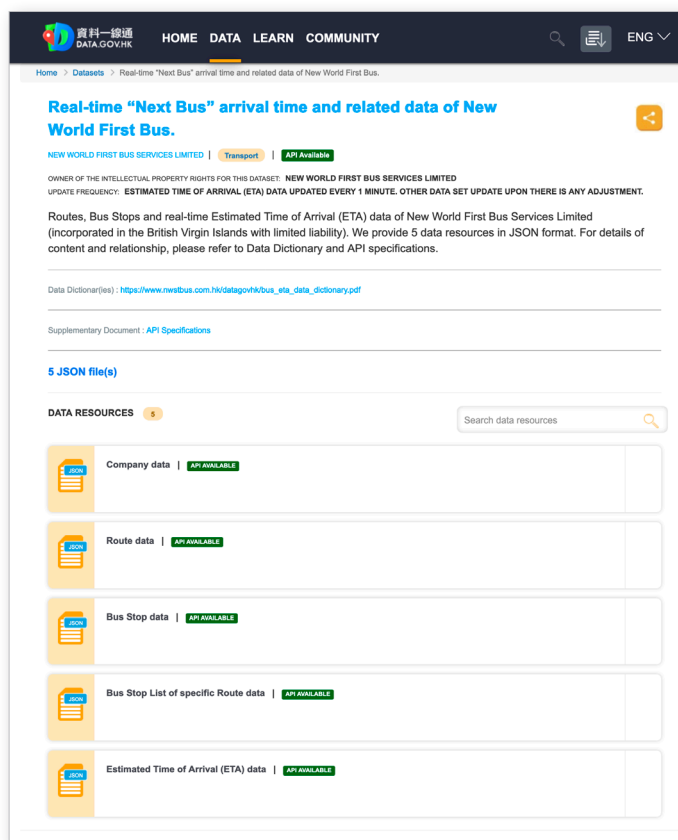 資料一線通
DATA.GOV.HK
HOME DATA LEARN COMMUNITY
ENG
Home > Datasets > Real-time "Next Bus" arrival time and related data of New World First Bus.
Real-time “Next Bus” arrival time and related data of New
World First Bus.
NEW WORLD FIRST BUS SERVICES LIMITED | Transport | API Available
OWNER OF THE INTELLECTUAL PROPERTY RIGHTS FOR THIS DATASET: NEW WORLD FIRST BUS SERVICES LIMITED
UPDATE FREQUENCY: ESTIMATED TIME OF ARRIVAL (ETA) DATA UPDATED EVERY 1 MINUTE. OTHER DATA SET UPDATE UPON THERE IS ANY ADJUSTMENT.
Routes, Bus Stops and real-time Estimated Time of Arrival (ETA) data of New World First Bus Services Limited
(incorporated in the British Virgin Islands with limited liability). We provide 5 data resources in JSON format. For details of
content and relationship, please refer to Data Dictionary and API specifications.
Data Dictionar(ies) : https://www.nwstbus.com.hk/datagovhk/bus_eta_data_dictionary.pdf
Supplementary Document : API Specifications
5 JSON file(s)
DATA RESOURCES 5
Search data resources
JSON
Company data | API AVAILABLE
JSON
Route data | API AVAILABLE
JSON
Bus Stop data | API AVAILABLE
JSON
Bus Stop List of specific Route data | API AVAILABLE
JSON
Estimated Time of Arrival (ETA) data | API AVAILABLE